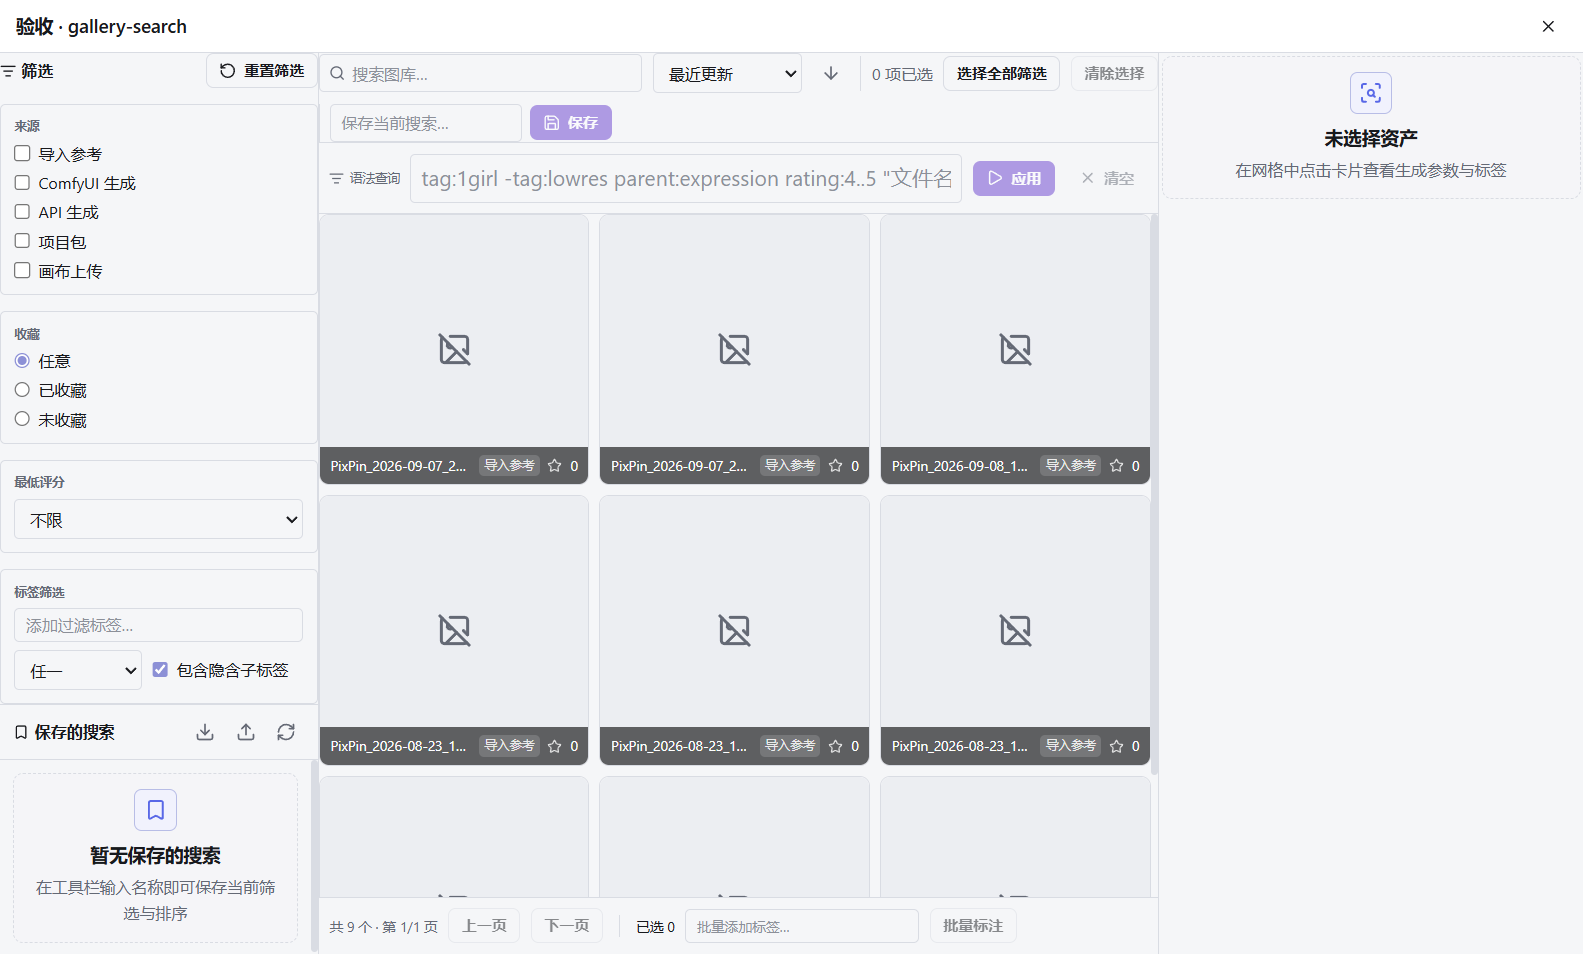 验收 · gallery-search
筛选
重置筛选
搜索图库...
最近更新
0 项已选
选择全部筛选
清除选择
保存当前搜索...
保存
语法查询
tag:1girl -tag:lowres parent:expression rating:4..5 "文件名
应用
清空
来源
导入参考
ComfyUI 生成
API 生成
项目包
画布上传
收藏
任意
已收藏
未收藏
最低评分
不限
标签筛选
添加过滤标签...
任一
包含隐含子标签
保存的搜索
暂无保存的搜索
在工具栏输入名称即可保存当前筛
选与排序
PixPin_2026-09-07_2... 导入参考 0
PixPin_2026-09-07_2... 导入参考 0
PixPin_2026-09-08_1... 导入参考 0
PixPin_2026-08-23_1... 导入参考 0
PixPin_2026-08-23_1... 导入参考 0
PixPin_2026-08-23_1... 导入参考 0
共 9 个 · 第 1/1 页
上一页
下一页
已选 0
批量添加标签...
批量标注
未选择资产
在网格中点击卡片查看生成参数与标签